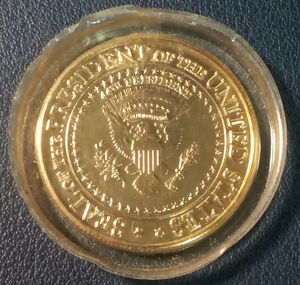 SEAL OF THE PRESIDENT OF THE UNITED STATES